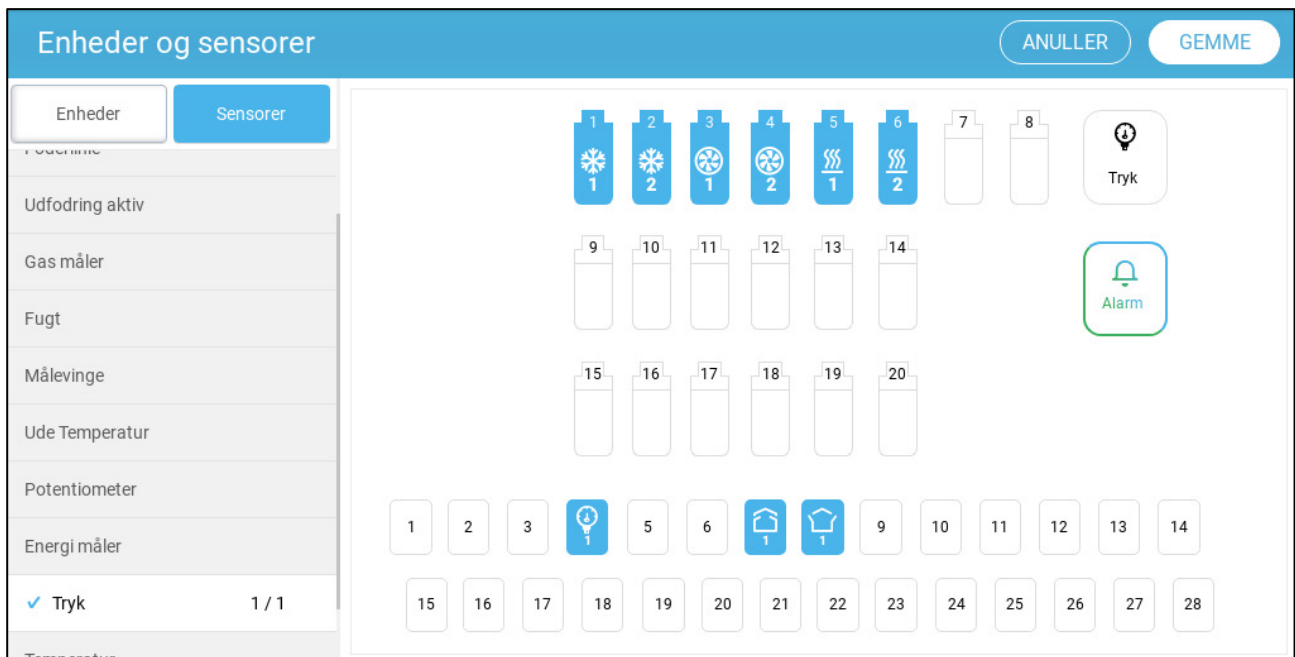 Enheder og sensorer
ANULLER
GEMME
Enheder
Sensorer
Udfodring aktiv
Gas måler
Fugt
Målevinge
Ude Temperatur
Potentiometer
Energi måler
Tryk 1 / 1
1 2 3 4 5 6 7 8
1 2 1 2 1 2
Tryk
9 10 11 12 13 14
Alarm
15 16 17 18 19 20
1 2 3 1 5 6 1 1 9 10 11 12 13 14
15 16 17 18 19 20 21 22 23 24 25 26 27 28